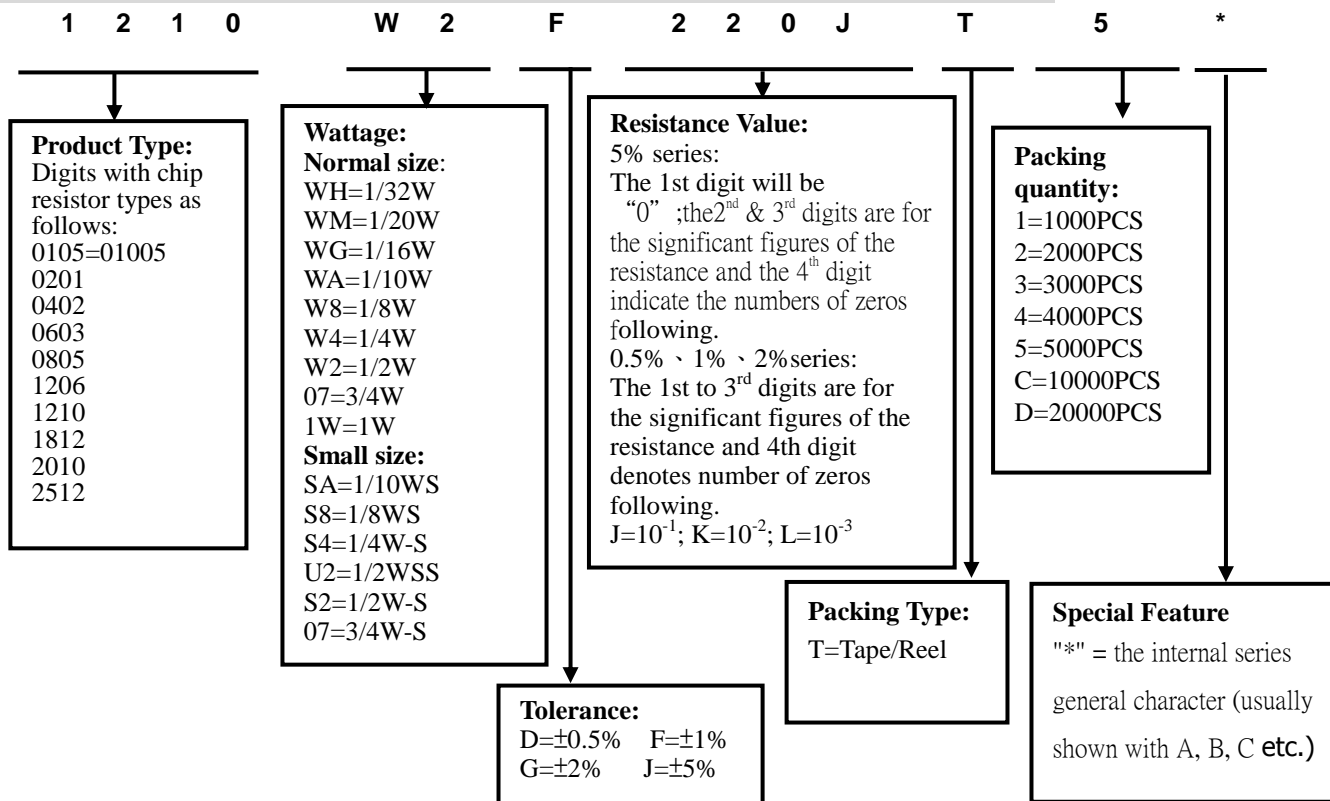 1 2 1 0 W 2 F 2 2 0 J T 5 *
Product Type:
Digits with chip
resistor types as
follows:
0105=01005
0201
0402
0603
0805
1206
1210
1812
2010
2512
Wattage:
Normal size:
WH=1/32W
WM=1/20W
WG=1/16W
WA=1/10W
W8=1/8W
W4=1/4W
W2=1/2W
07=3/4W
1W=1W
Small size:
SA=1/10WS
S8=1/8WS
S4=1/4W-S
U2=1/2WSS
S2=1/2W-S
07=3/4W-S
Tolerance:
D=±0.5% F=±1%
G=±2% J=±5%
Resistance Value:
5% series:
The 1st digit will be
“0” ;the2nd & 3rd digits are for
the significant figures of the
resistance and the 4th digit
indicate the numbers of zeros
following.
0.5%、1%、2%series:
The 1st to 3rd digits are for
the significant figures of the
resistance and 4th digit
denotes number of zeros
following.
J=10-1; K=10-2; L=10-3
Packing Type:
T=Tape/Reel
Packing
quantity:
1=1000PCS
2=2000PCS
3=3000PCS
4=4000PCS
5=5000PCS
C=10000PCS
D=20000PCS
Special Feature
"*" = the internal series
general character (usually
shown with A, B, C etc.)